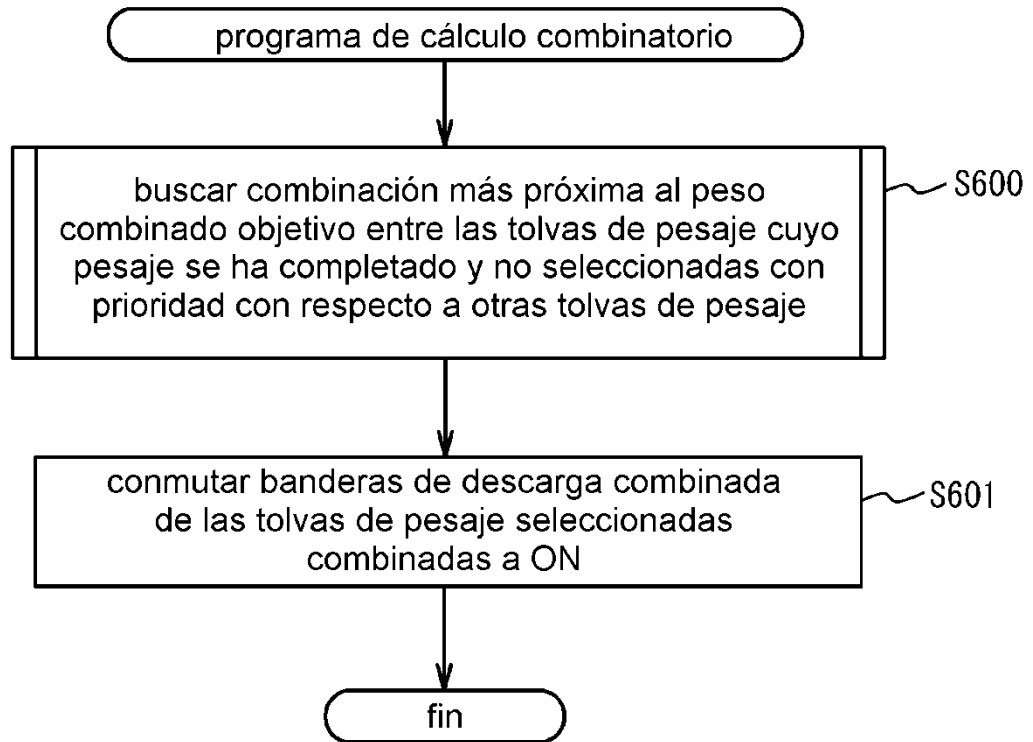 programa de cálculo combinatorio
buscar combinación más próxima al peso
combinado objetivo entre las tolvas de pesaje cuyo
pesaje se ha completado y no seleccionadas con
prioridad con respecto a otras tolvas de pesaje
S600
conmutar banderas de descarga combinada
de las tolvas de pesaje seleccionadas
combinadas a ON
S601
fin